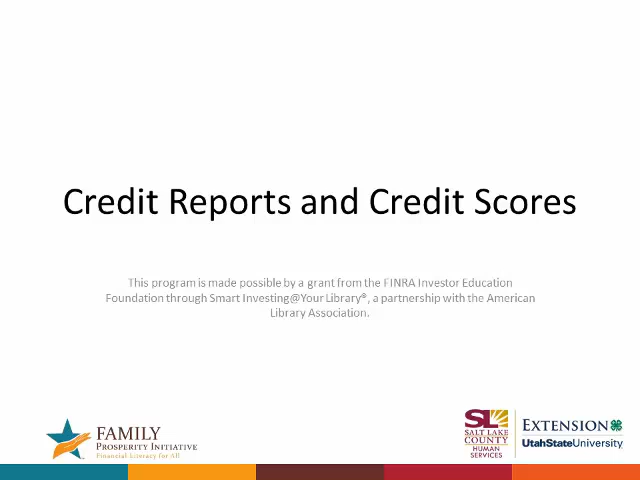 Credit Reports and Credit Scores
This program is made possible by a grant from the FINRA Investor Education
Foundation through Smart Investing@Your Library®, a partnership with the American
Library Association.
FAMILY
PROSPERITY INITIATIVE
Financial Literacy for All
SL
SALT LAKE
COUNTY
HUMAN
SERVICES
EXTENSION
UtahStateUniversity